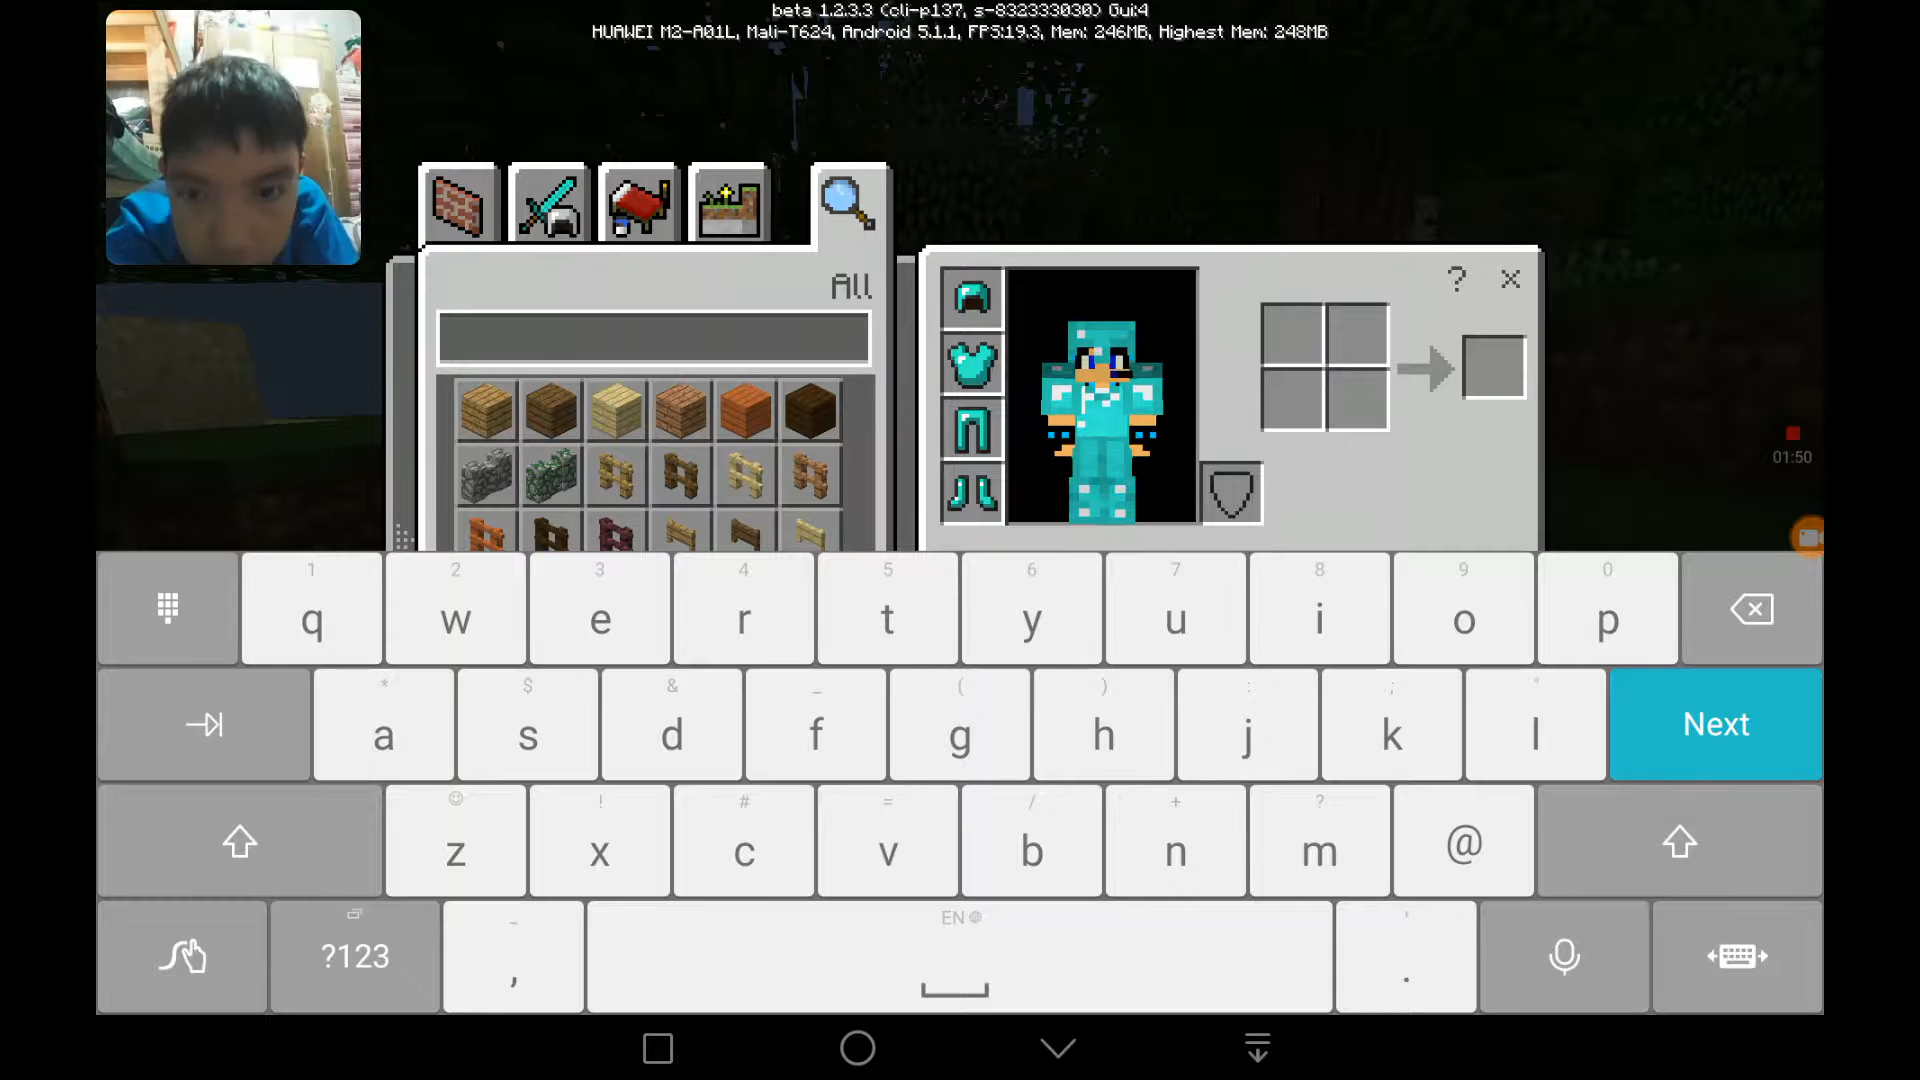 beta 1.2.3.3 (cli-p137, s-832333030) Gui:4
HUAWEI M2-A01L, Mali-T624, Android 5.1.1, FPS:19.3, Mem: 246MB, Highest Mem: 248MB
All
? ×
01:50
1 2 3 4 5 6 7 8 9 0
q w e r t y u i o p
* $ & _ ( ) : ; "
a s d f g h j k l Next
! # = / + ?
z x c v b n m @
EN
?123 , .
- '